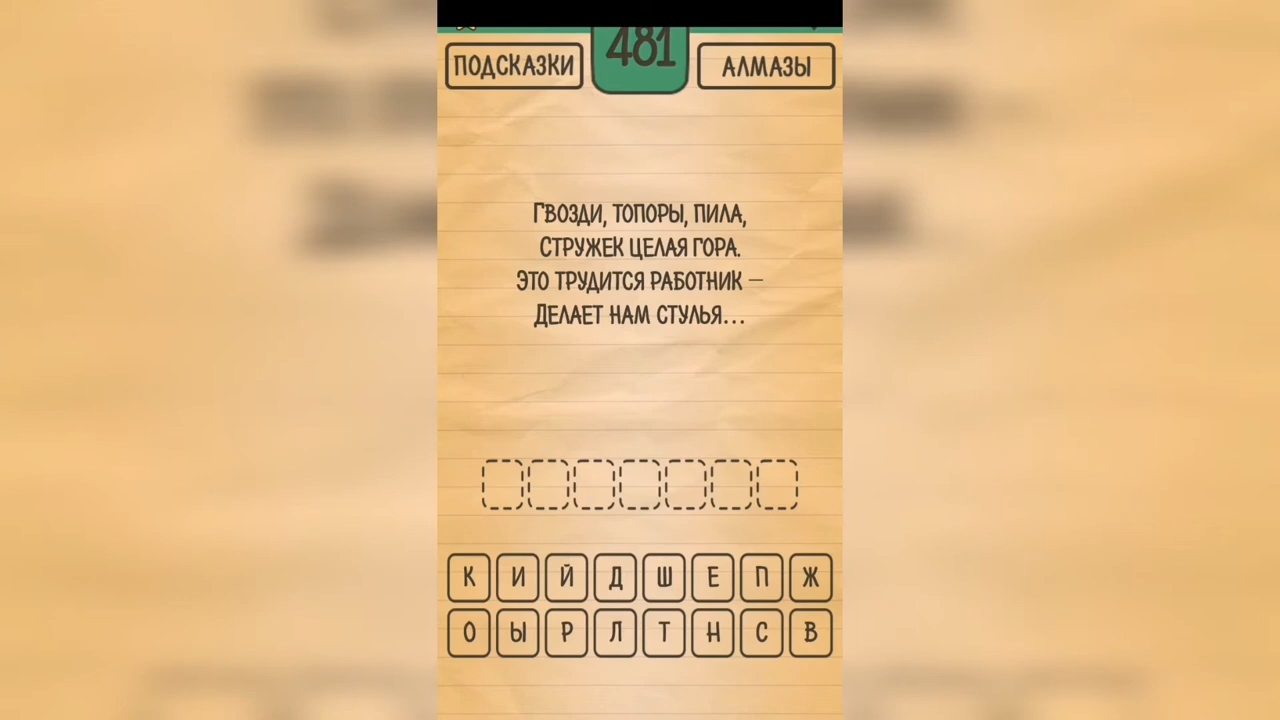 481
ПОДСКАЗКИ
АЛМАЗЫ
ГВОЗДИ, ТОПОРЫ, ПИЛА,
СТРУЖЕК ЦЕЛАЯ ГОРА.
ЭТО ТРУДИТСЯ РАБОТНИК –
ДЕЛАЕТ НАМ СТУЛЬЯ...
К И Й Д Ш Е П Ж
О Ы Р Л Т Н С В